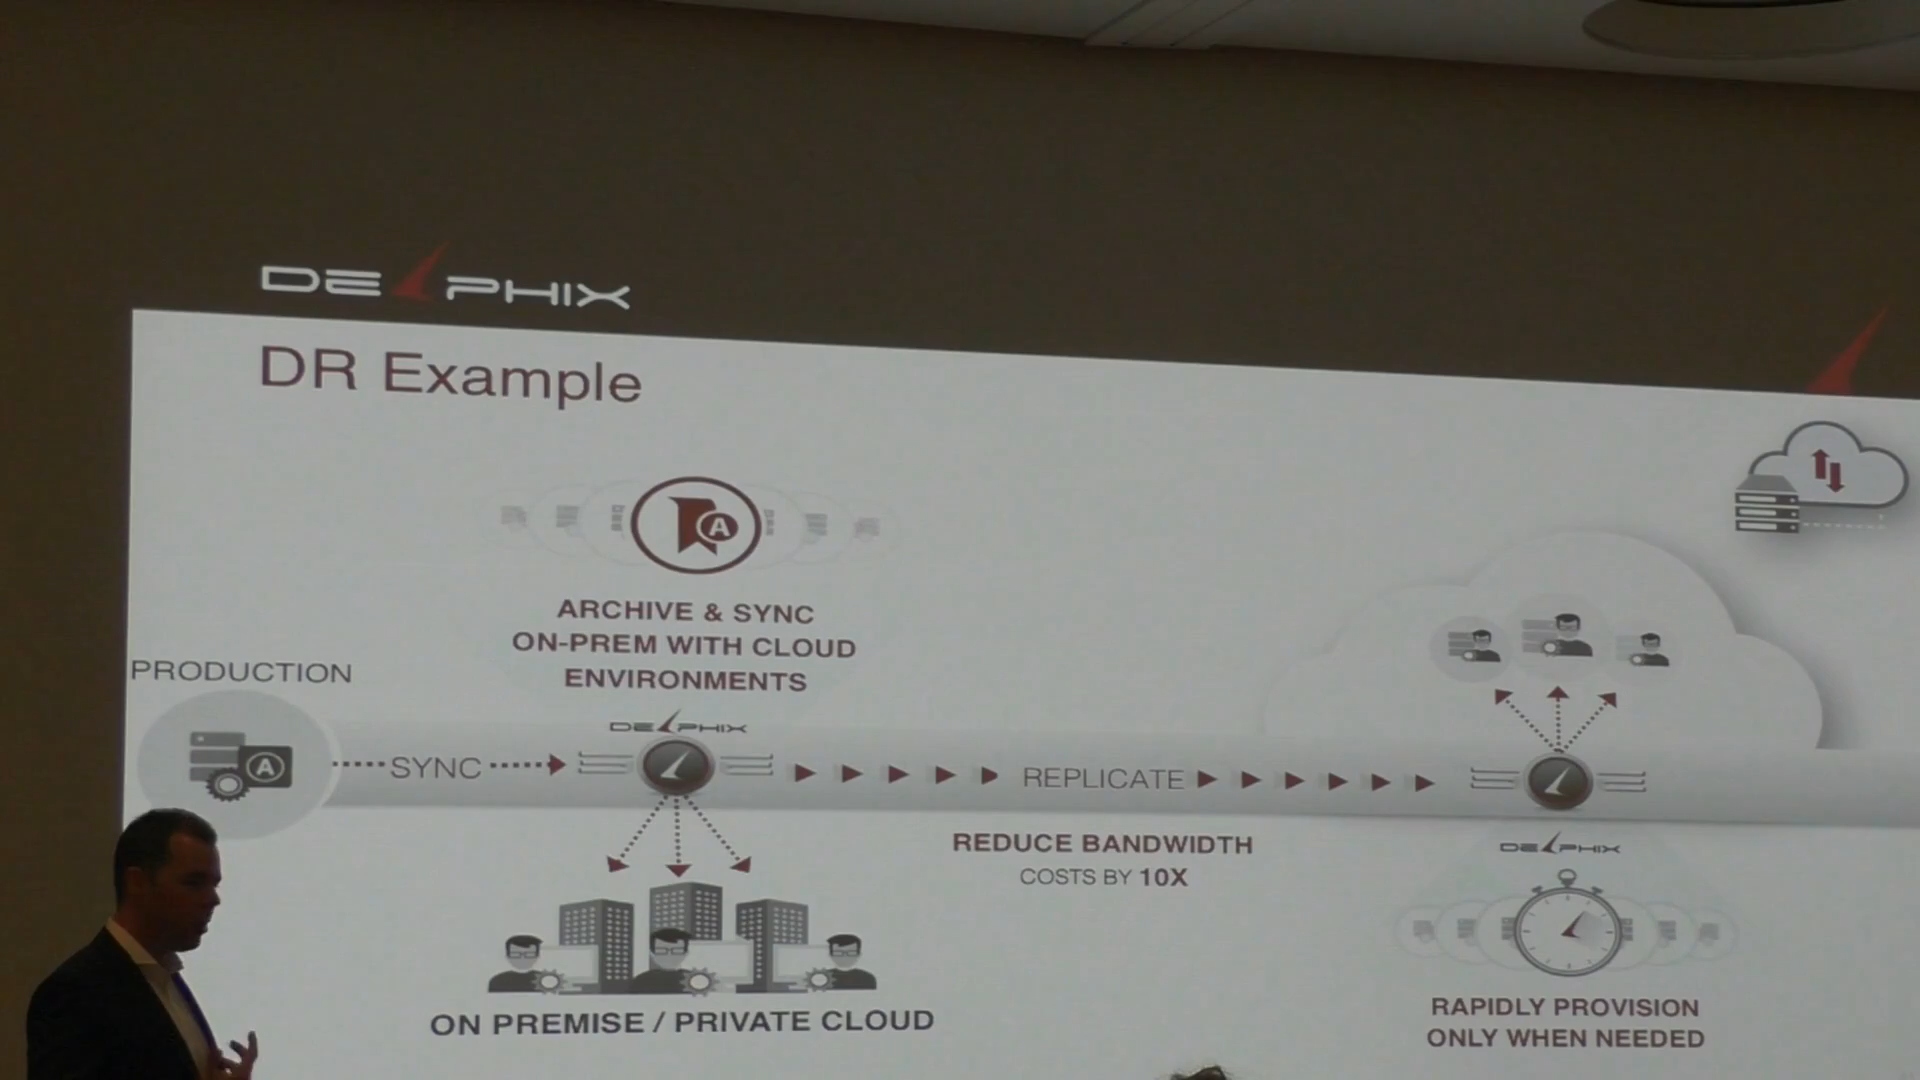 DELPHIX
DR Example
A
ARCHIVE & SYNC
ON-PREM WITH CLOUD
ENVIRONMENTS
PRODUCTION
A
SYNC
DELPHIX
REPLICATE
REDUCE BANDWIDTH
COSTS BY 10X
ON PREMISE / PRIVATE CLOUD
DELPHIX
RAPIDLY PROVISION
ONLY WHEN NEEDED